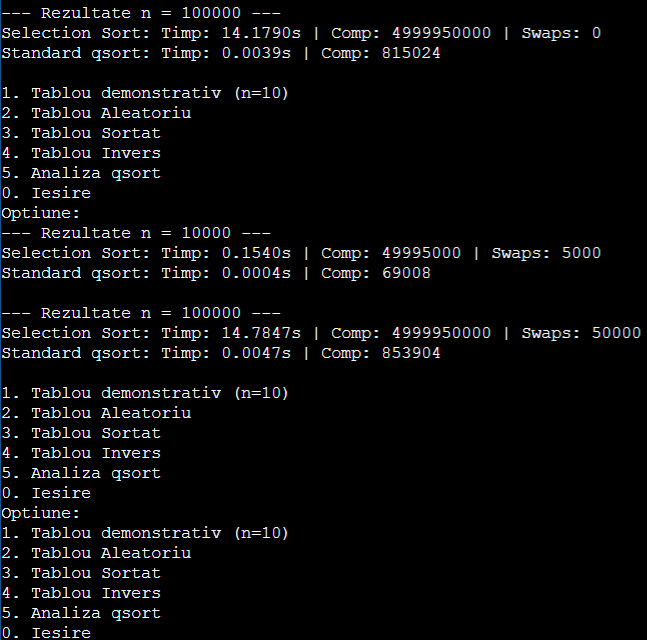 --- Rezultate n = 100000 ---
Selection Sort: Timp: 14.1790s | Comp: 4999950000 | Swaps: 0
Standard qsort: Timp: 0.0039s | Comp: 815024
1. Tablou demonstrativ (n=10)
2. Tablou Aleatoriu
3. Tablou Sortat
4. Tablou Invers
5. Analiza qsort
0. Iesire
Optiune:
--- Rezultate n = 10000 ---
Selection Sort: Timp: 0.1540s | Comp: 49995000 | Swaps: 5000
Standard qsort: Timp: 0.0004s | Comp: 69008
--- Rezultate n = 100000 ---
Selection Sort: Timp: 14.7847s | Comp: 4999950000 | Swaps: 50000
Standard qsort: Timp: 0.0047s | Comp: 853904
1. Tablou demonstrativ (n=10)
2. Tablou Aleatoriu
3. Tablou Sortat
4. Tablou Invers
5. Analiza qsort
0. Iesire
Optiune:
1. Tablou demonstrativ (n=10)
2. Tablou Aleatoriu
3. Tablou Sortat
4. Tablou Invers
5. Analiza qsort
0. Iesire